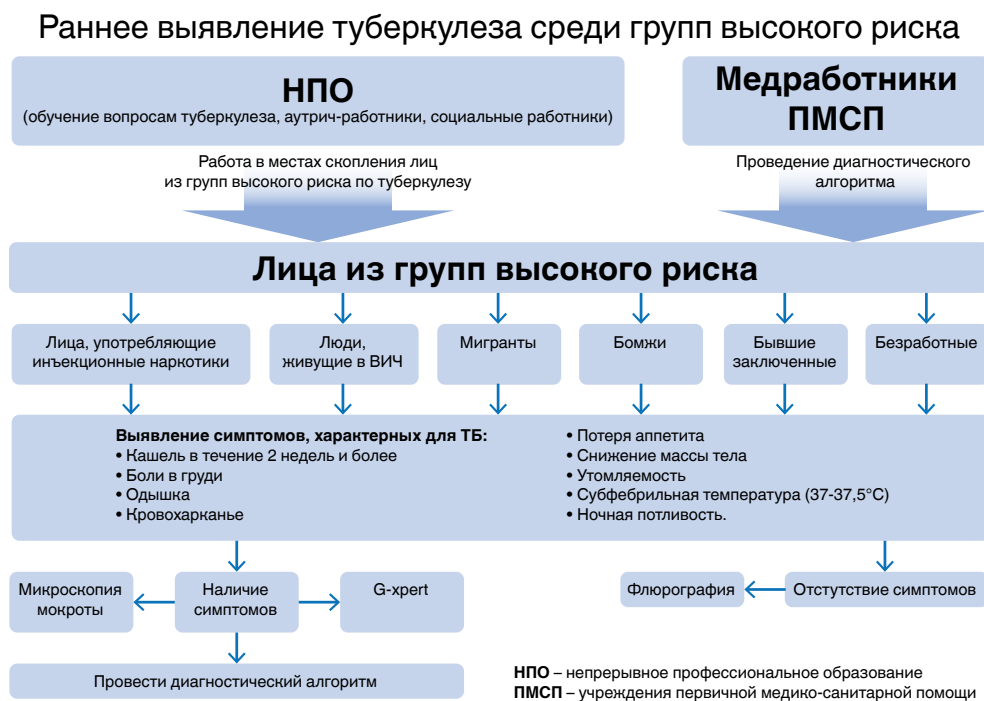 Раннее выявление туберкулеза среди групп высокого риска
НПО
(обучение вопросам туберкулеза, аутрич-работники, социальные работники)
Медработники
ПМСП
Работа в местах скопления лиц
из групп высокого риска по туберкулезу
Проведение диагностического
алгоритма
Лица из групп высокого риска
Лица, употребляющие
инъекционные наркотики
Люди,
живущие в ВИЧ
Мигранты
Бомжи
Бывшие
заключенные
Безработные
Выявление симптомов, характерных для ТБ:
• Кашель в течение 2 недель и более
• Боли в груди
• Одышка
• Кровохарканье
• Потеря аппетита
• Снижение массы тела
• Утомляемость
• Субфебрильная температура (37-37,5°C)
• Ночная потливость.
Микроскопия
мокроты
Наличие
симптомов
G-xpert
Флюрография
Отстутствие симптомов
Провести диагностический алгоритм
НПО – непрерывное профессиональное образование
ПМСП – учреждения первичной медико-санитарной помощи